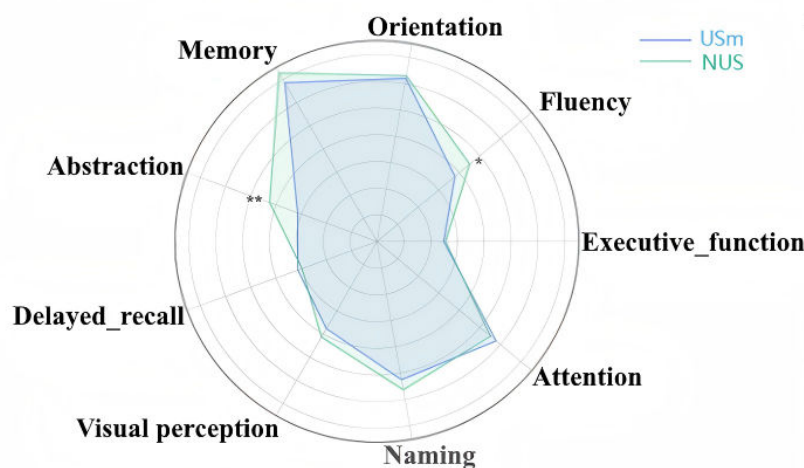 Orientation
USm
NUS
Memory
Fluency
*
Abstraction
**
Executive_function
Delayed_recall
Attention
Visual perception
Naming